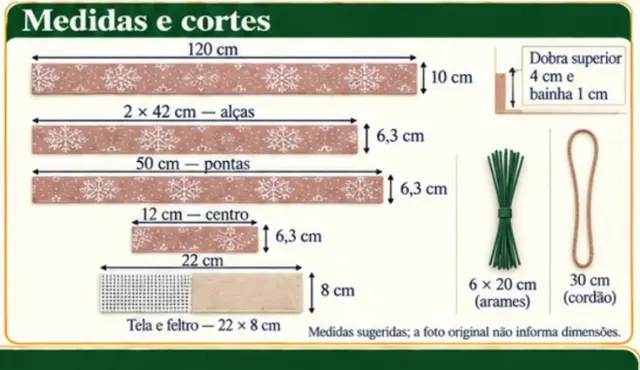 Medidas e cortes
120 cm
10 cm
Dobra superior
4 cm e
bainha 1 cm
2 × 42 cm — alças
6,3 cm
50 cm — pontas
6,3 cm
12 cm — centro
6,3 cm
22 cm
8 cm
Tela e feltro — 22 × 8 cm
6 × 20 cm
(arames)
30 cm
(cordão)
Medidas sugeridas; a foto original não informa dimensões.